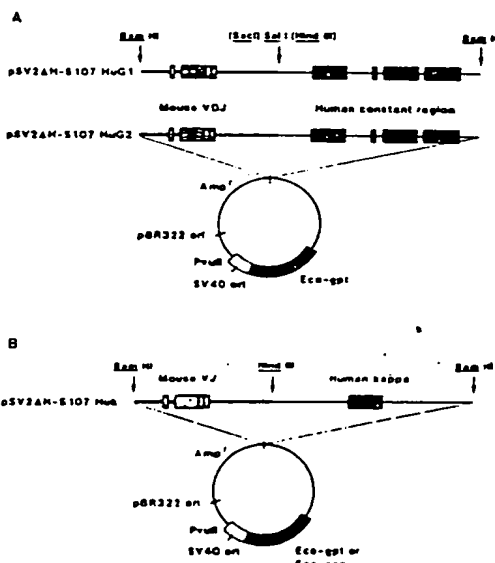 A
Bam HI
(SacI) Sal I (Hind III)
Bam H
pSV2ΔH-S107 HuG1
Mouse VDJ
Human constant region
pSV2ΔH-S107 HuG2
Amp r
pBR322 ori
PvuII
SV40 ori
Eco-gpt
B
Bam HI
Mouse VJ
Hind III
Human kappa
Bam HI
pSV2ΔH-S107 Huκ
Amp r
pBR322 ori
PvuII
SV40 ori
Eco-gpt or